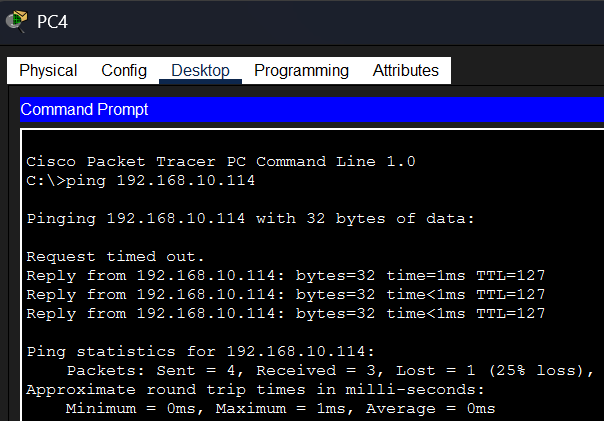 PC4
Physical Config Desktop Programming Attributes
Command Prompt
Cisco Packet Tracer PC Command Line 1.0
C:\>ping 192.168.10.114
Pinging 192.168.10.114 with 32 bytes of data:
Request timed out.
Reply from 192.168.10.114: bytes=32 time=1ms TTL=127
Reply from 192.168.10.114: bytes=32 time<1ms TTL=127
Reply from 192.168.10.114: bytes=32 time<1ms TTL=127
Ping statistics for 192.168.10.114:
Packets: Sent = 4, Received = 3, Lost = 1 (25% loss),
Approximate round trip times in milli-seconds:
Minimum = 0ms, Maximum = 1ms, Average = 0ms